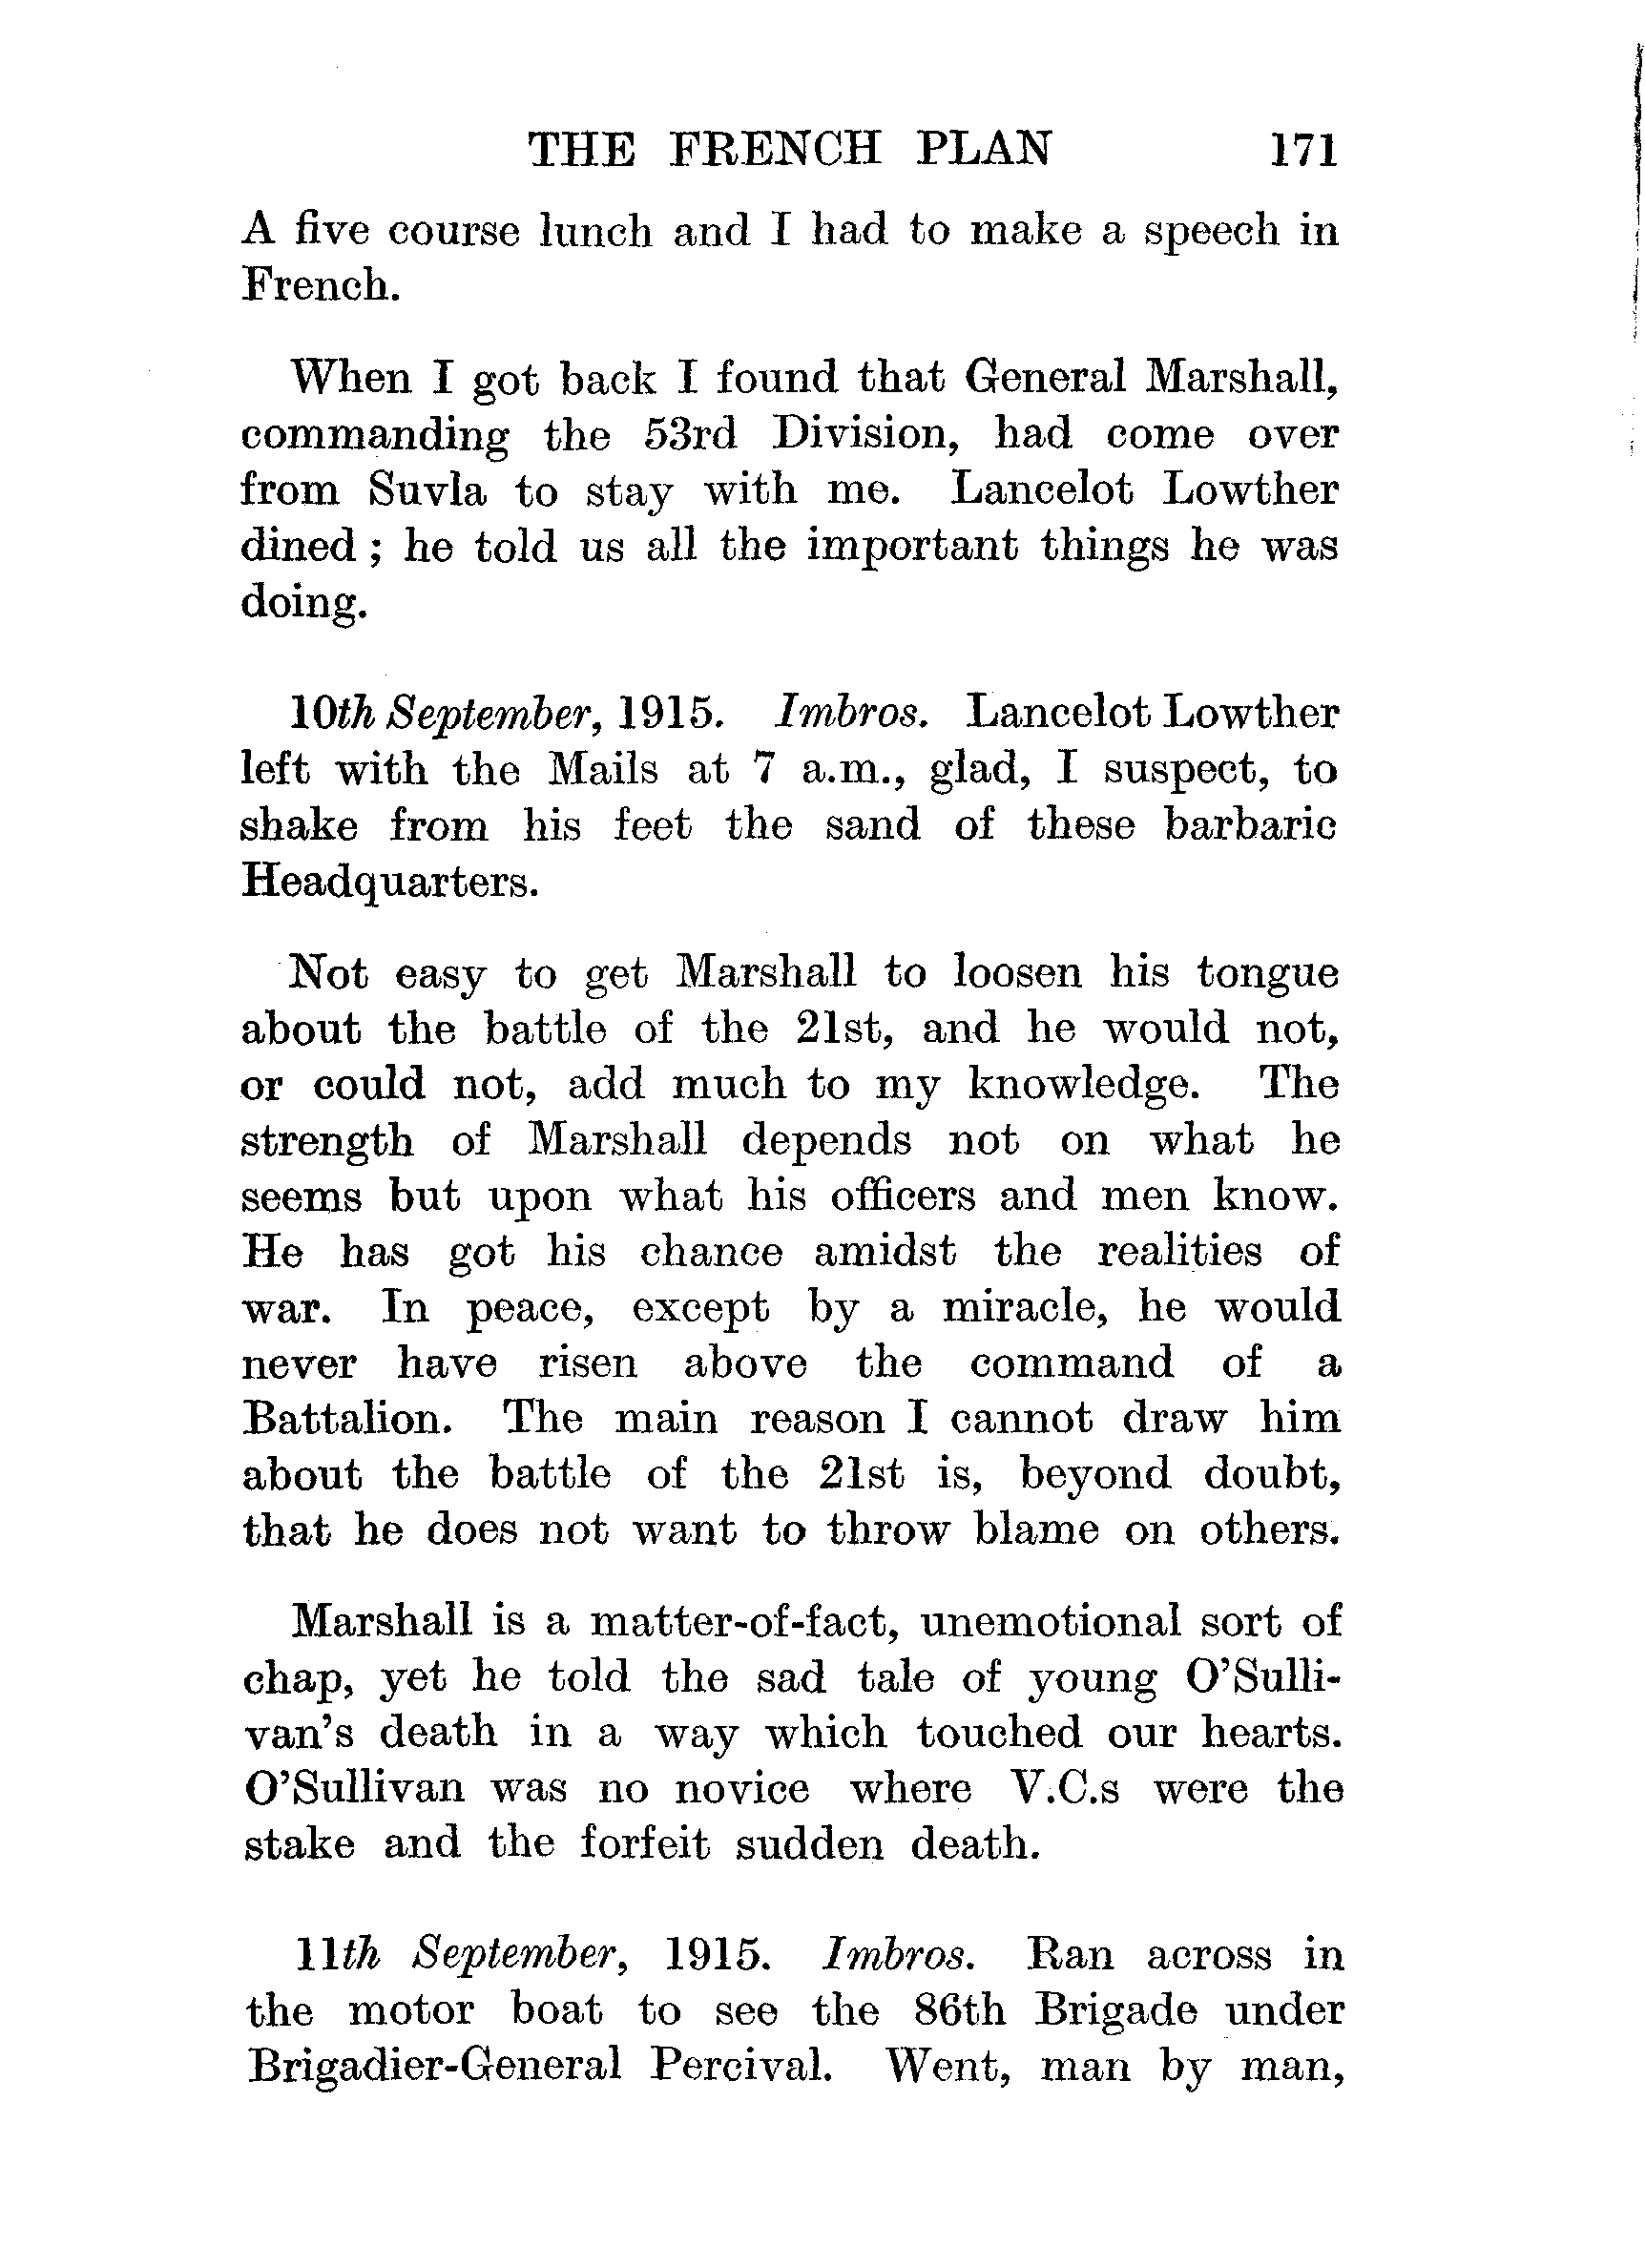 THE FRENCH PLAN 171
A five course lunch and I had to make a speech in
French.
When I got back I found that General Marshall,
commanding the 53rd Division, had come over
from Suvla to stay with me. Lancelot Lowther
dined ; he told us all the important things he was
doing.
10th September, 1915. Imbros. Lancelot Lowther
left with the Mails at 7 a.m., glad, I suspect, to
shake from his feet the sand of these barbaric
Headquarters.
Not easy to get Marshall to loosen his tongue
about the battle of the 21st, and he would not,
or could not, add much to my knowledge. The
strength of Marshall depends not on what he
seems but upon what his officers and men know.
He has got his chance amidst the realities of
war. In peace, except by a miracle, he would
never have risen above the command of a
Battalion. The main reason I cannot draw him
about the battle of the 21st is, beyond doubt,
that he does not want to throw blame on others.
Marshall is a matter-of-fact, unemotional sort of
chap, yet he told the sad tale of young O'Sulli-
van's death in a way which touched our hearts.
O'Sullivan was no novice where V.C.s were the
stake and the forfeit sudden death.
11th September, 1915. Imbros. Ran across in
the motor boat to see the 86th Brigade under
Brigadier-General Percival. Went, man by man,